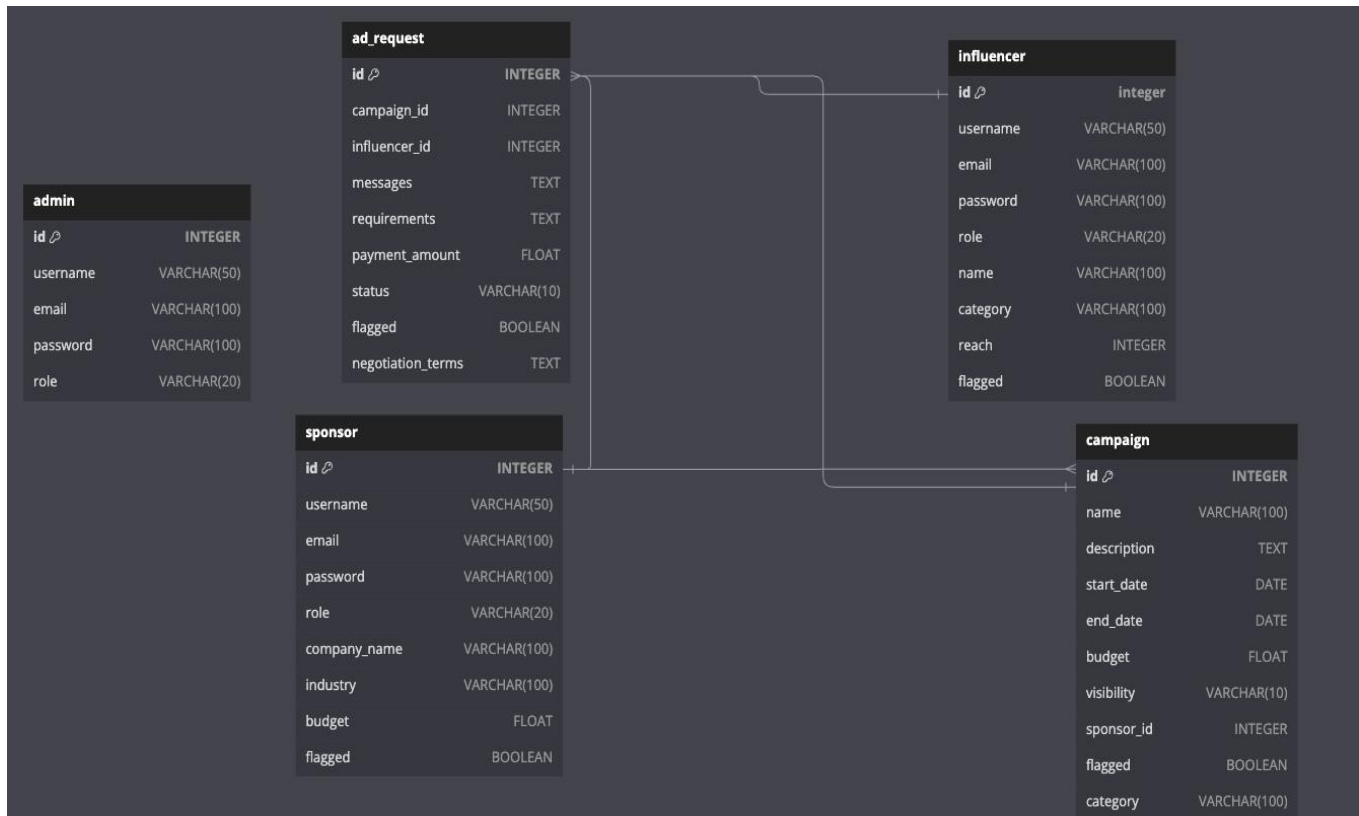 ad_request
id INTEGER
campaign_id INTEGER
influencer_id INTEGER
messages TEXT
requirements TEXT
payment_amount FLOAT
status VARCHAR(10)
flagged BOOLEAN
negotiation_terms TEXT
influencer
id integer
username VARCHAR(50)
email VARCHAR(100)
password VARCHAR(100)
role VARCHAR(20)
name VARCHAR(100)
category VARCHAR(100)
reach INTEGER
flagged BOOLEAN
admin
id INTEGER
username VARCHAR(50)
email VARCHAR(100)
password VARCHAR(100)
role VARCHAR(20)
sponsor
id INTEGER
username VARCHAR(50)
email VARCHAR(100)
password VARCHAR(100)
role VARCHAR(20)
company_name VARCHAR(100)
industry VARCHAR(100)
budget FLOAT
flagged BOOLEAN
campaign
id INTEGER
name VARCHAR(100)
description TEXT
start_date DATE
end_date DATE
budget FLOAT
visibility VARCHAR(10)
sponsor_id INTEGER
flagged BOOLEAN
category VARCHAR(100)